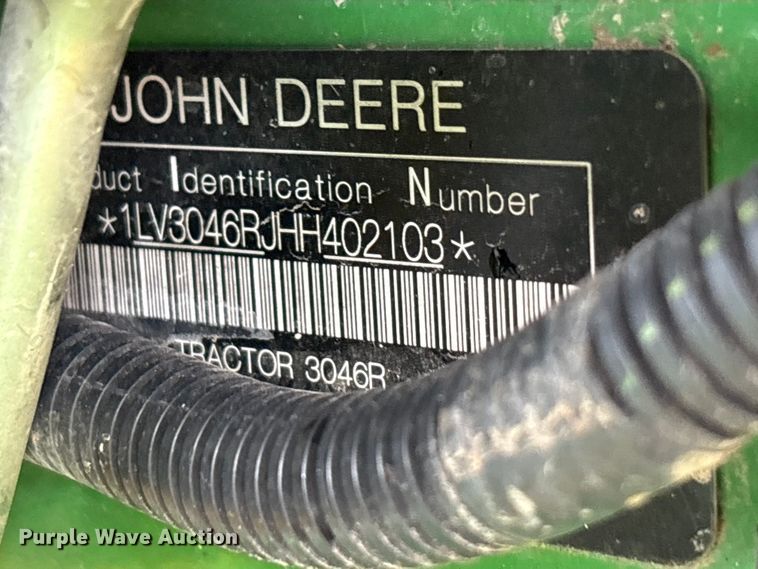 JOHN DEERE
duct Identification Number
*1LV3046RJHH402103*
TRACTOR 3046R
Purple Wave Auction